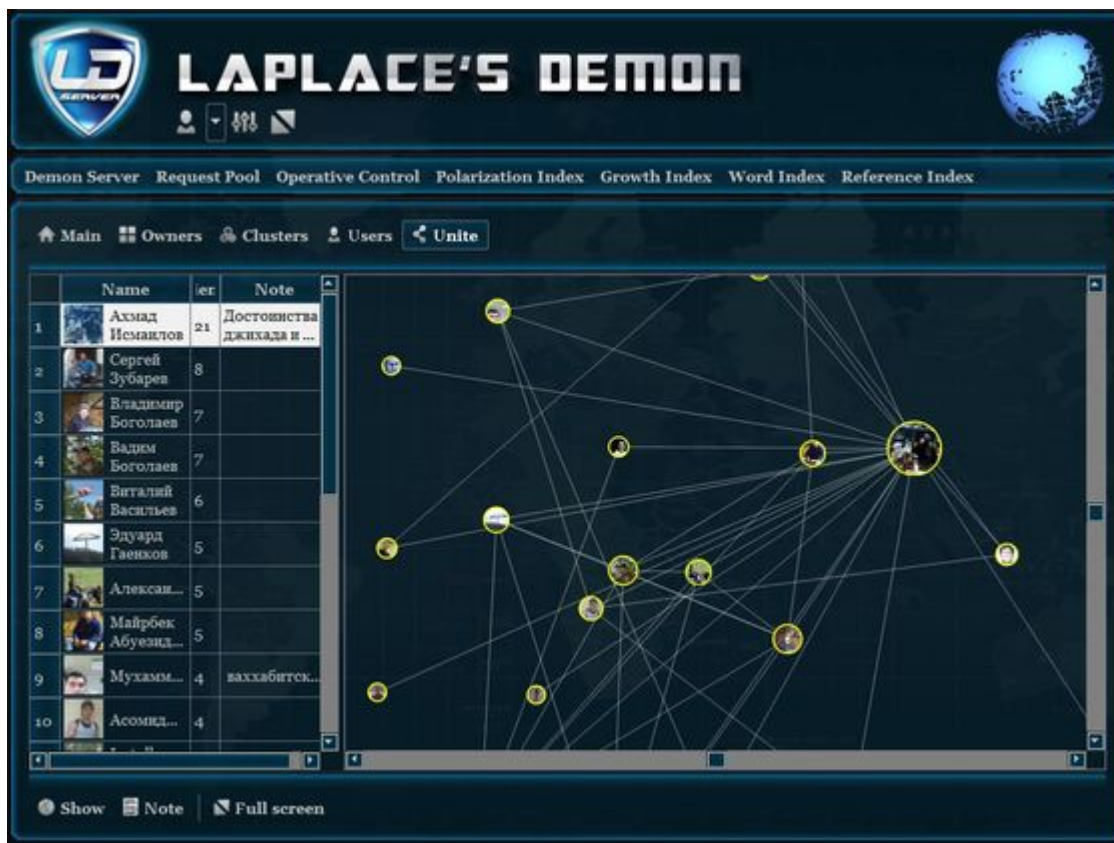 LD
SERVER
LAPLACE'S DEMON
Demon Server Request Pool Operative Control Polarization Index Growth Index Word Index Reference Index
Main Owners Clusters Users Unite
Name Note
1 Ахмад 21 Достоинства
Исмаилов джихада и ...
2 Сергей 8
Зубарев
3 Владимир 7
Боголаев
4 Вадим 7
Боголаев
5 Виталий 6
Васильев
6 Эдуард 5
Гаенков
7 Алексан... 5
8 Майрбек 5
Абуезид...
9 Мухамм... 4 ваххабитск...
10 Асомид... 4
Show Note Full screen